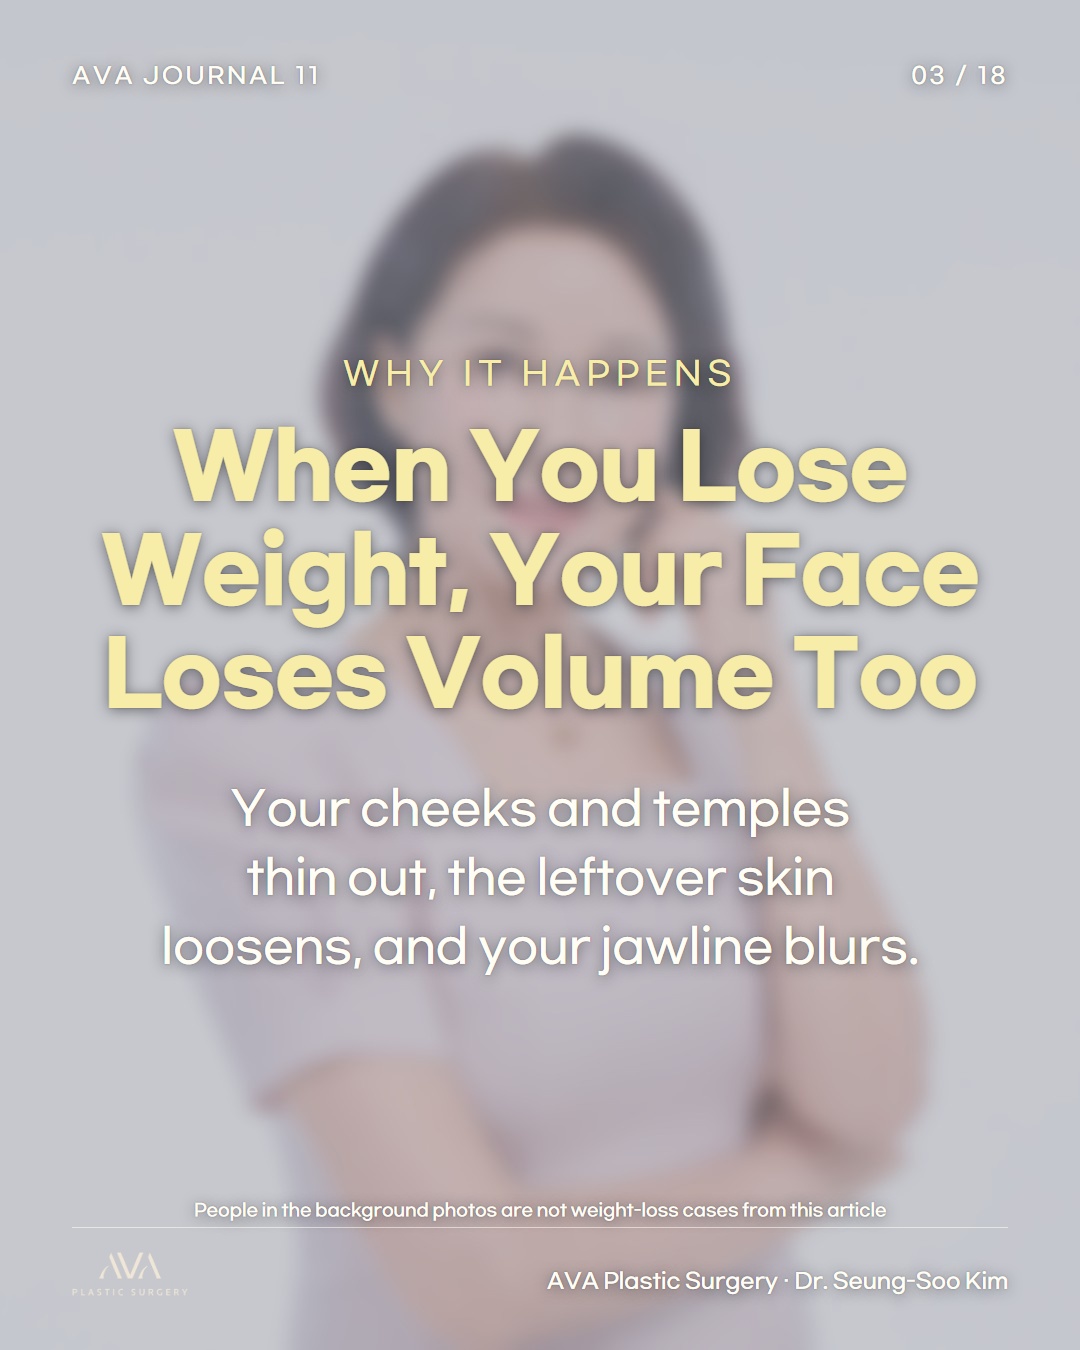 AVA JOURNAL 11
03 / 18
WHY IT HAPPENS
When You Lose
Weight, Your Face
Loses Volume Too
Your cheeks and temples
thin out, the leftover skin
loosens, and your jawline blurs.
People in the background photos are not weight-loss cases from this article
AVA
PLASTIC SURGERY
AVA Plastic Surgery · Dr. Seung-Soo Kim